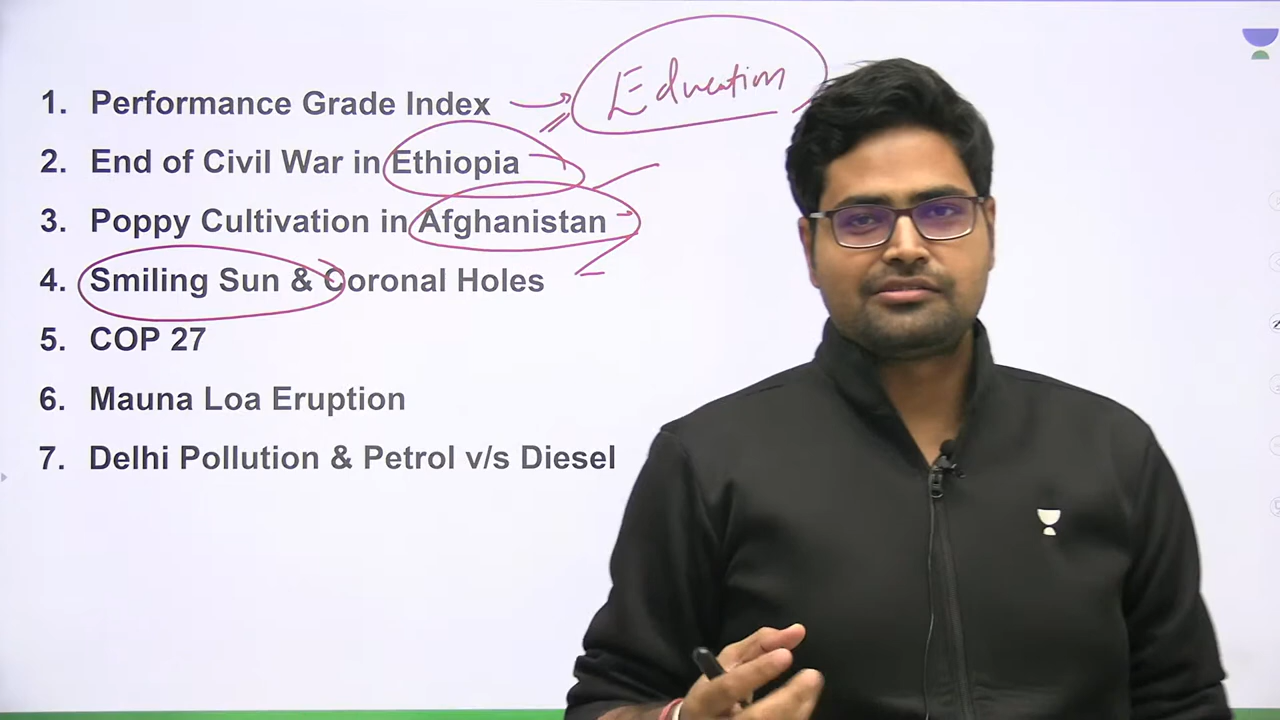 Education
1. Performance Grade Index
2. End of Civil War in Ethiopia
3. Poppy Cultivation in Afghanistan
4. Smiling Sun & Coronal Holes
5. COP 27
6. Mauna Loa Eruption
7. Delhi Pollution & Petrol v/s Diesel